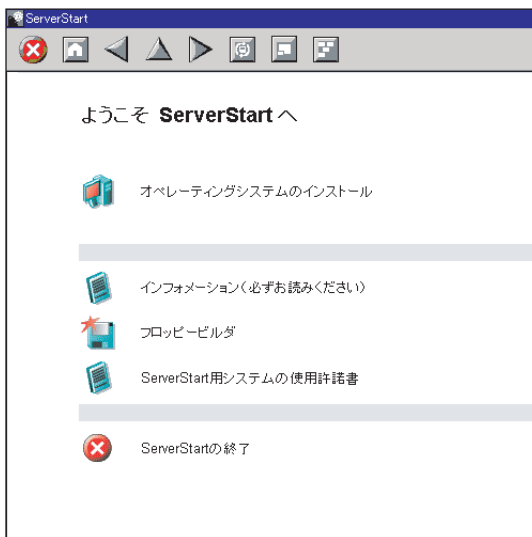 ServerStart
ようこそ ServerStart へ
オペレーティングシステムのインストール
インフォメーション(必ずお読みください)
フロッピービルダ
ServerStart用システムの使用許諾書
ServerStartの終了